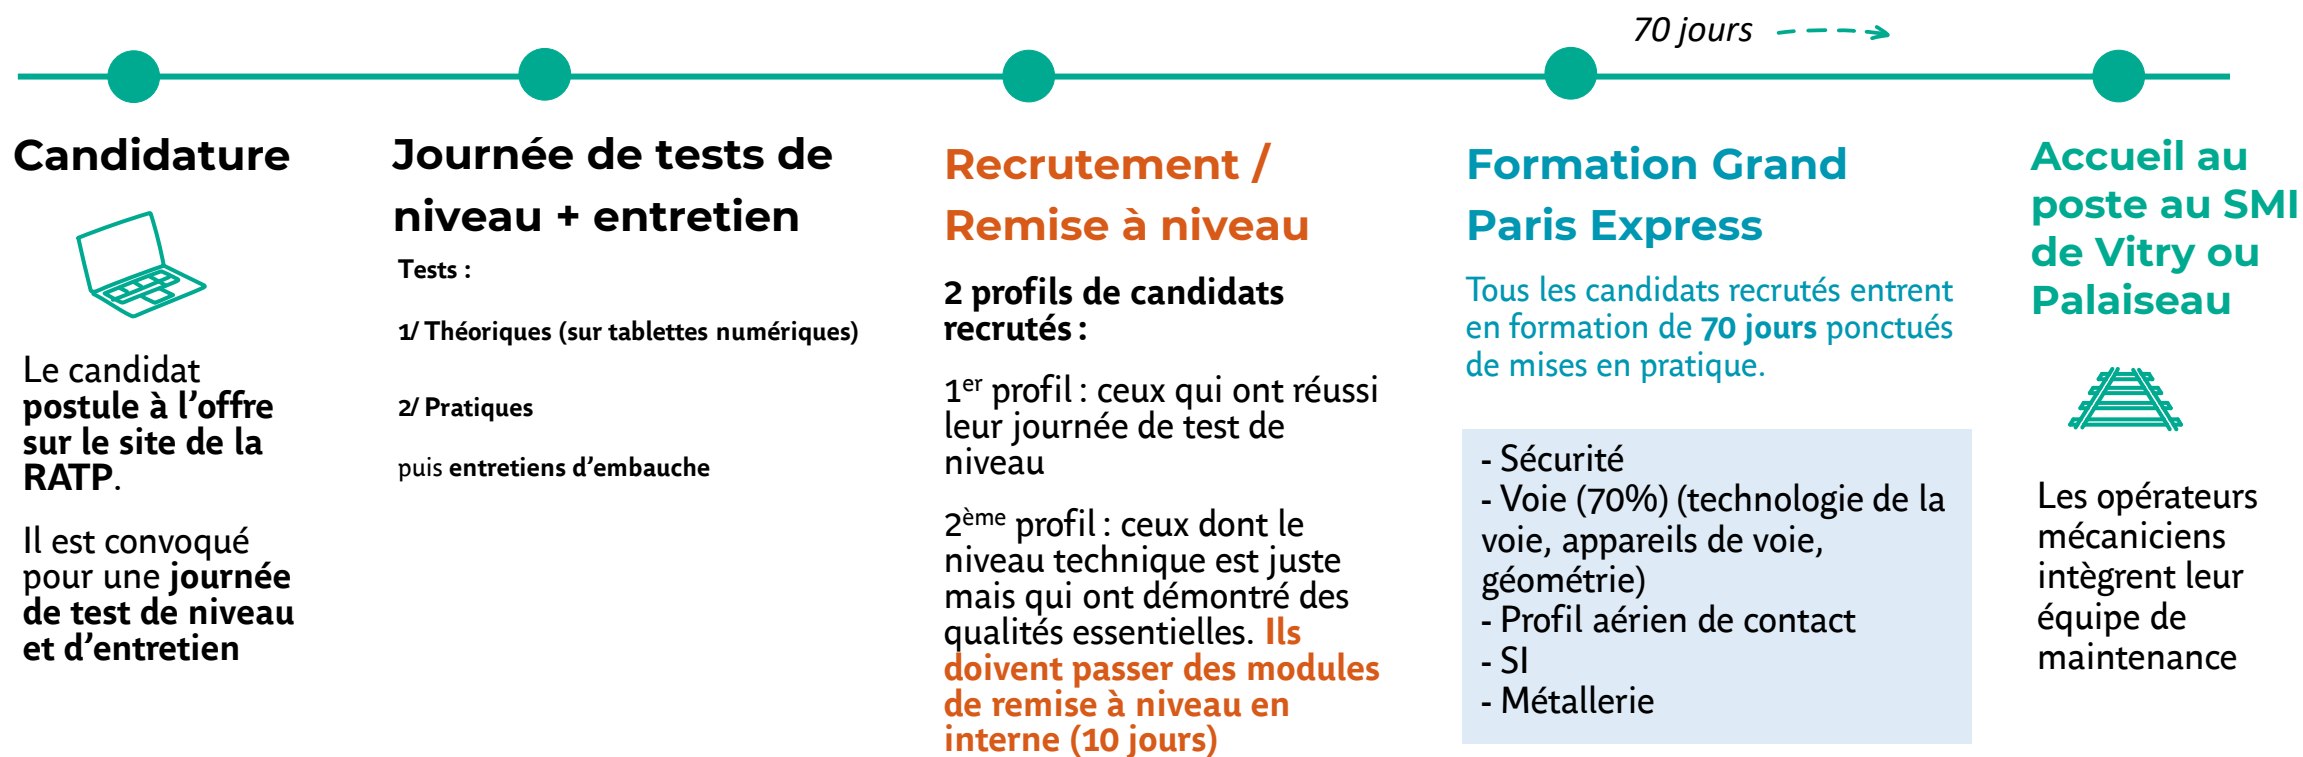 70 jours
Candidature
Le candidat
postule à l’offre
sur le site de la
RATP.
Il est convoqué
pour une journée
de test de niveau
et d’entretien
Journée de tests de
niveau + entretien
Tests :
1/ Théoriques (sur tablettes numériques)
2/ Pratiques
puis entretiens d’embauche
Recrutement /
Remise à niveau
2 profils de candidats
recrutés :
1er profil : ceux qui ont réussi
leur journée de test de
niveau
2ème profil : ceux dont le
niveau technique est juste
mais qui ont démontré des
qualités essentielles. Ils
doivent passer des modules
de remise à niveau en
interne (10 jours)
Formation Grand
Paris Express
Tous les candidats recrutés entrent
en formation de 70 jours ponctués
de mises en pratique.
- Sécurité
- Voie (70%) (technologie de la
voie, appareils de voie,
géométrie)
- Profil aérien de contact
- SI
- Métallerie
Accueil au
poste au SMI
de Vitry ou
Palaiseau
Les opérateurs
mécaniciens
intègrent leur
équipe de
maintenance